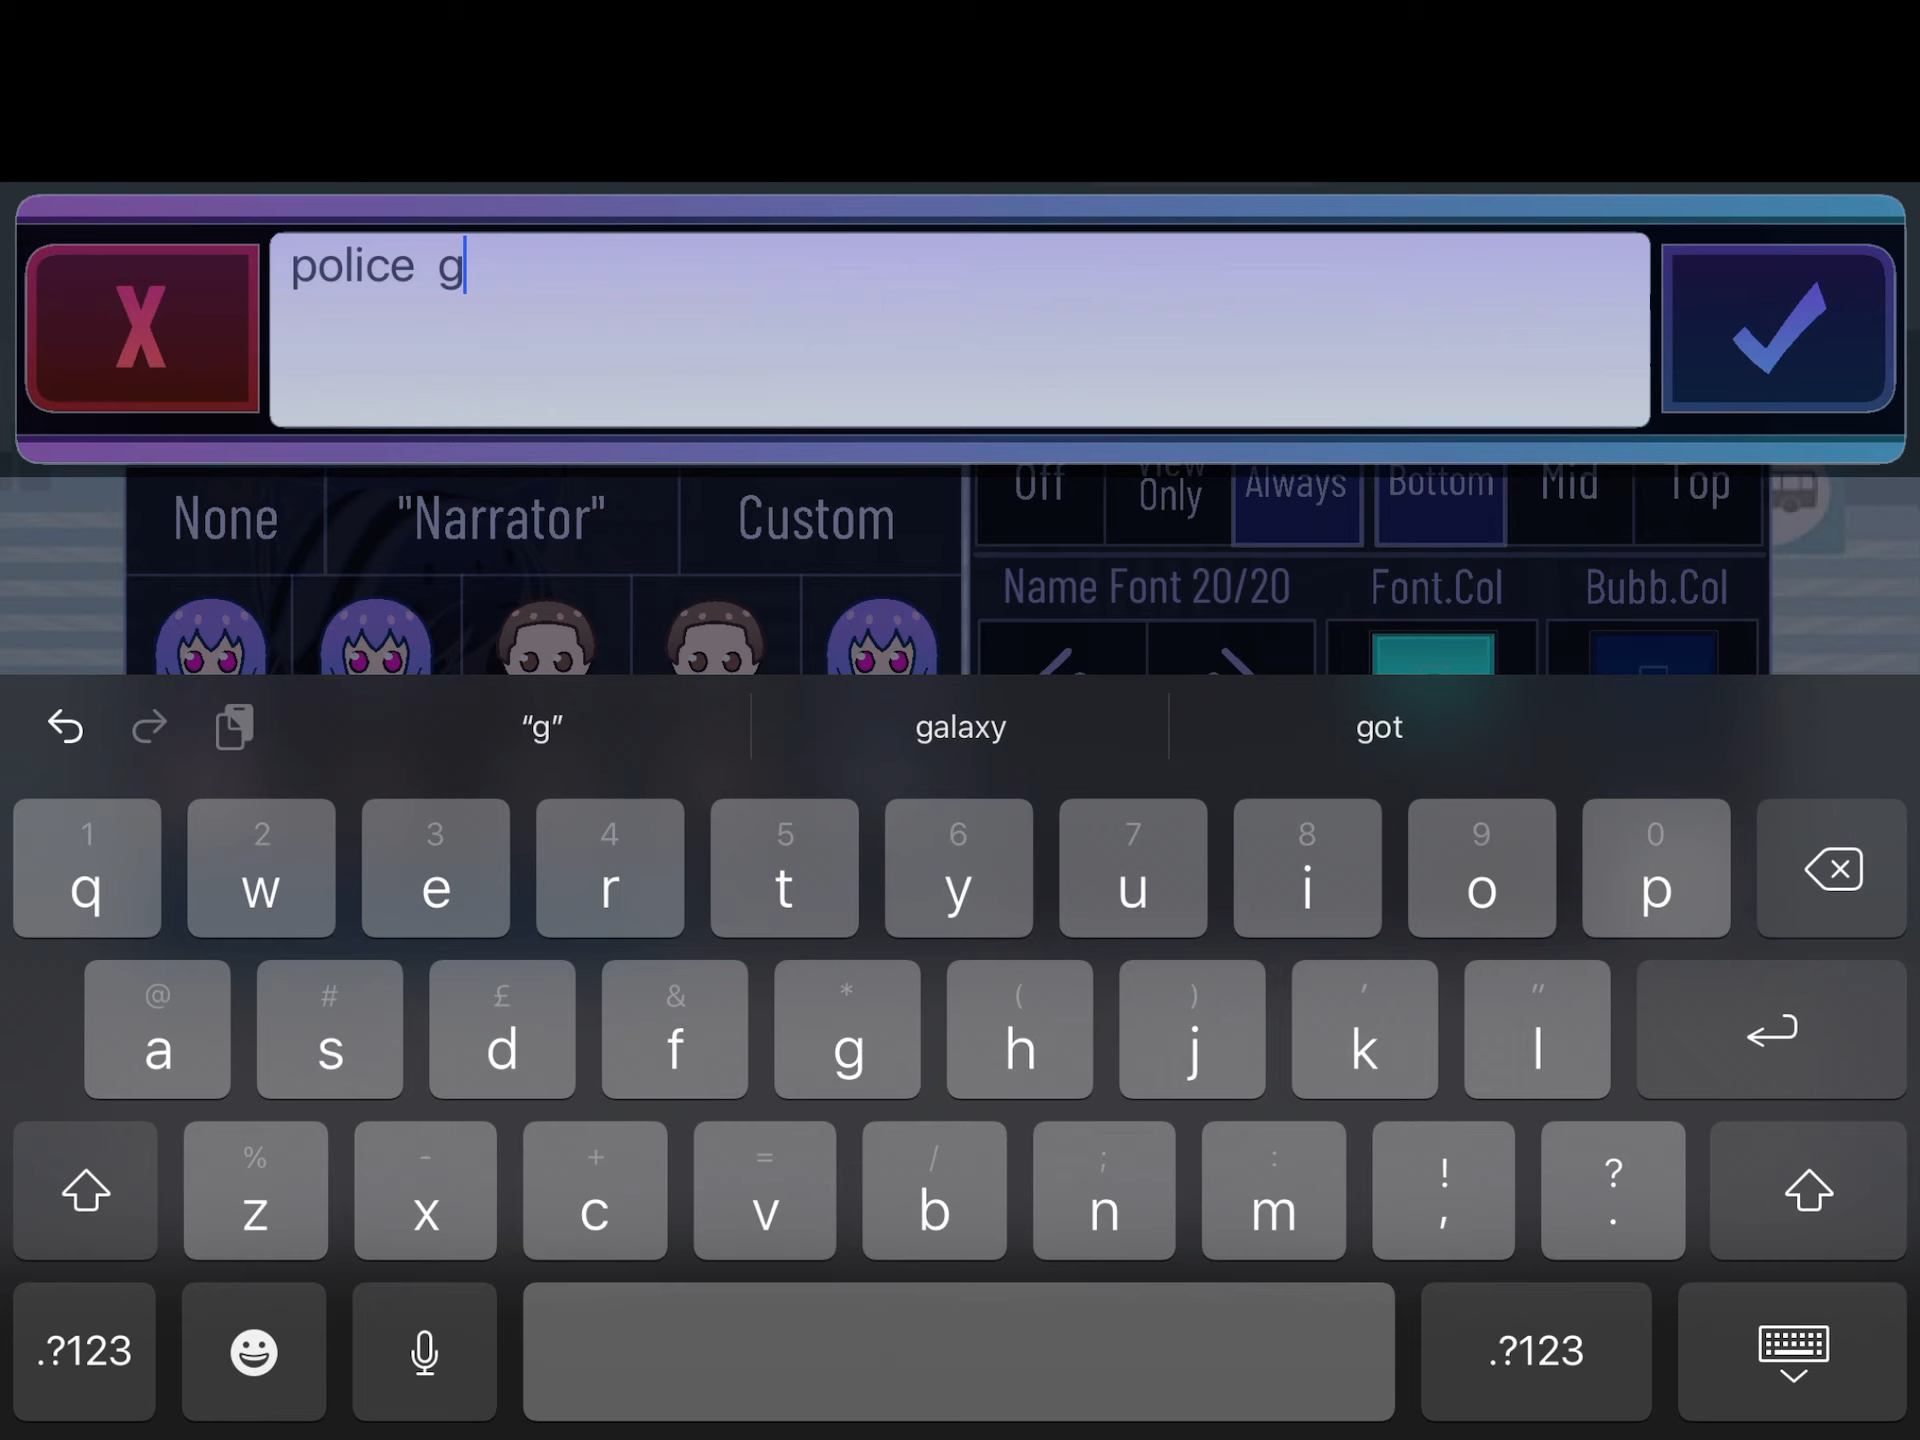 police  g
X
Off View Only Always Bottom Mid Top
None "Narrator" Custom
Name Font 20/20 Font.Col Bubb.Col
“g” galaxy got
1 2 3 4 5 6 7 8 9 0
q w e r t y u i o p
@ # £ & * ( ) ' "
a s d f g h j k l
% - + = / ; : ! ?
z x c v b n m , .
.?123 .?123